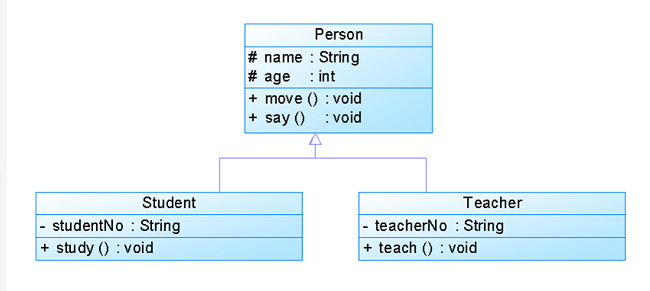 Person
# name : String
# age : int
+ move () : void
+ say () : void
Student
- studentNo : String
+ study () : void
Teacher
- teacherNo : String
+ teach () : void